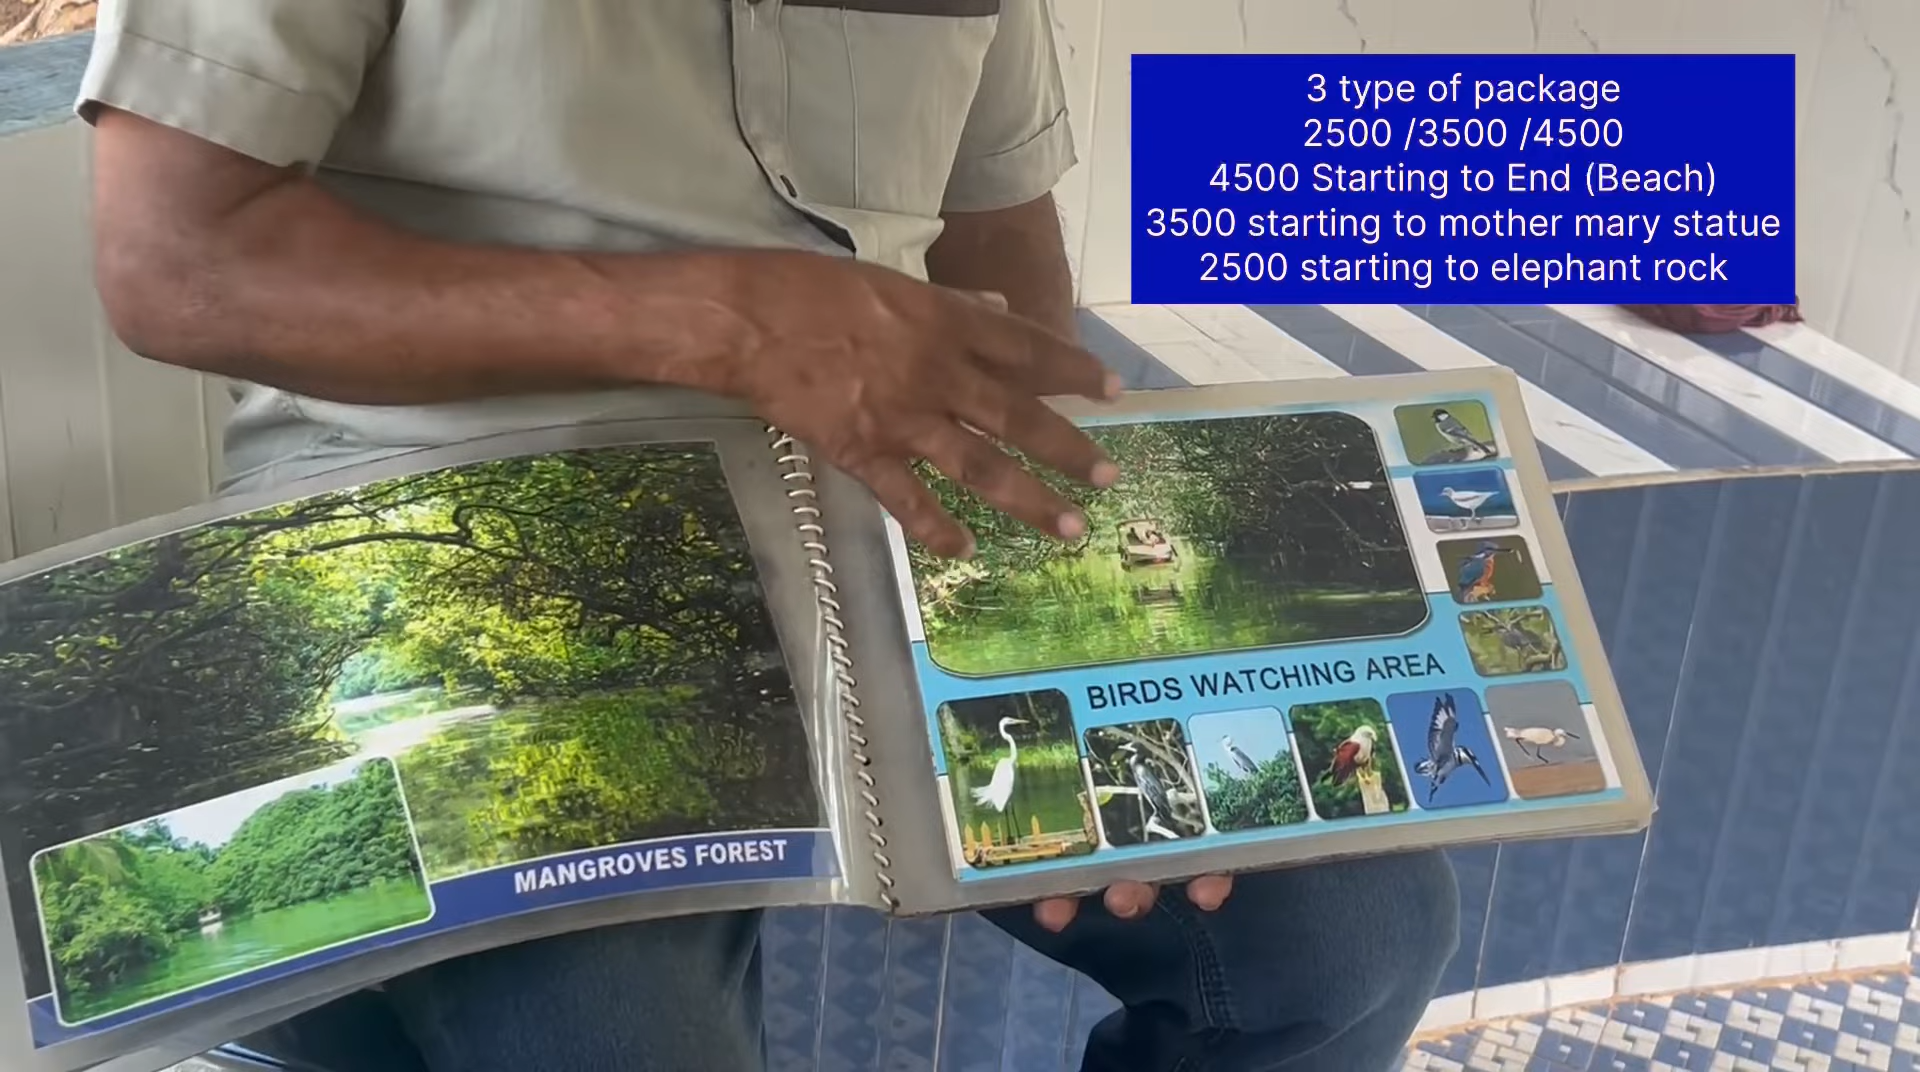 3 type of package
2500 /3500 /4500
4500 Starting to End (Beach)
3500 starting to mother mary statue
2500 starting to elephant rock
MANGROVES FOREST
BIRDS WATCHING AREA